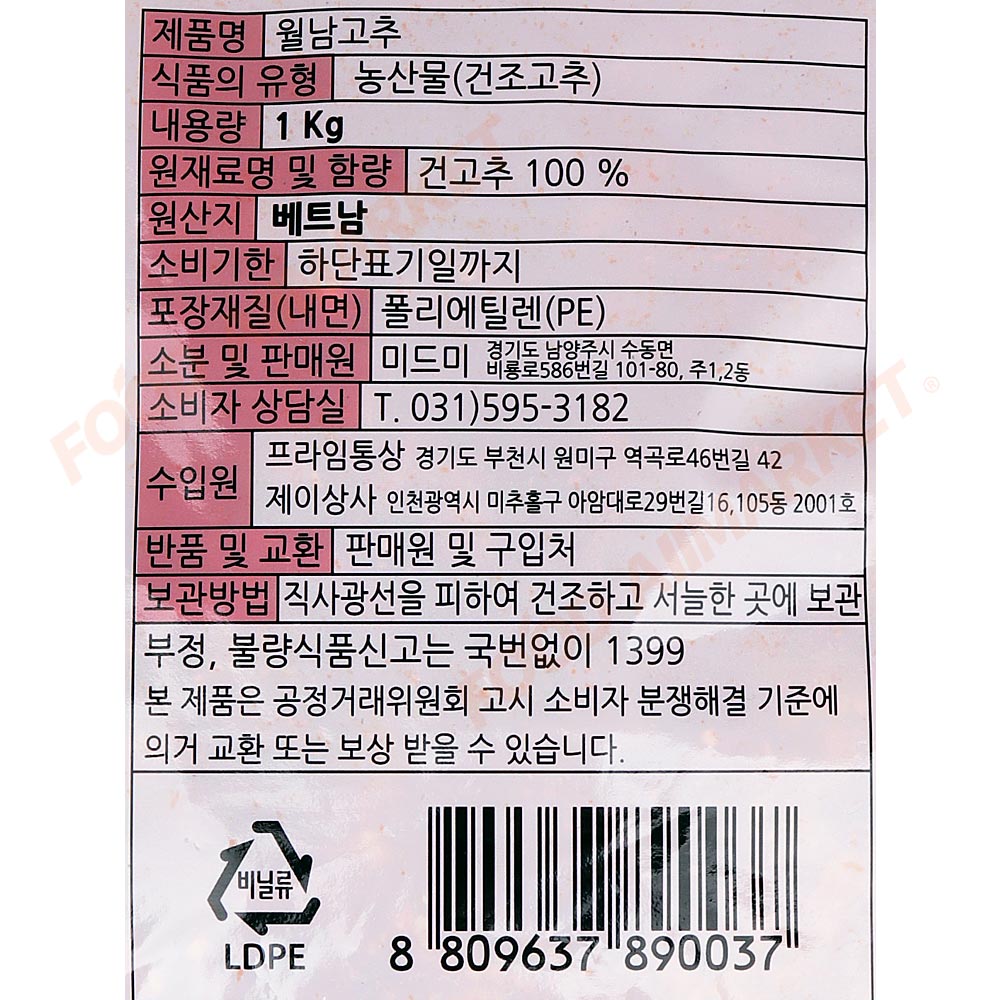 제품명 월남고추
식품의 유형 농산물(건조고추)
내용량 1 Kg
원재료명 및 함량 건고추 100 %
원산지 베트남
소비기한 하단표기일까지
포장재질(내면) 폴리에틸렌(PE)
소분 및 판매원 미드미 경기도 남양주시 수동면
비룡로586번길 101-80, 주1,2동
소비자 상담실 T. 031)595-3182
수입원 프라임통상 경기도 부천시 원미구 역곡로46번길 42
제이상사 인천광역시 미추홀구 아암대로29번길16,105동 2001호
반품 및 교환 판매원 및 구입처
보관방법 직사광선을 피하여 건조하고 서늘한 곳에 보관
부정, 불량식품신고는 국번없이 1399
본 제품은 공정거래위원회 고시 소비자 분쟁해결 기준에
의거 교환 또는 보상 받을 수 있습니다.
비닐류
LDPE
8 809637 890037